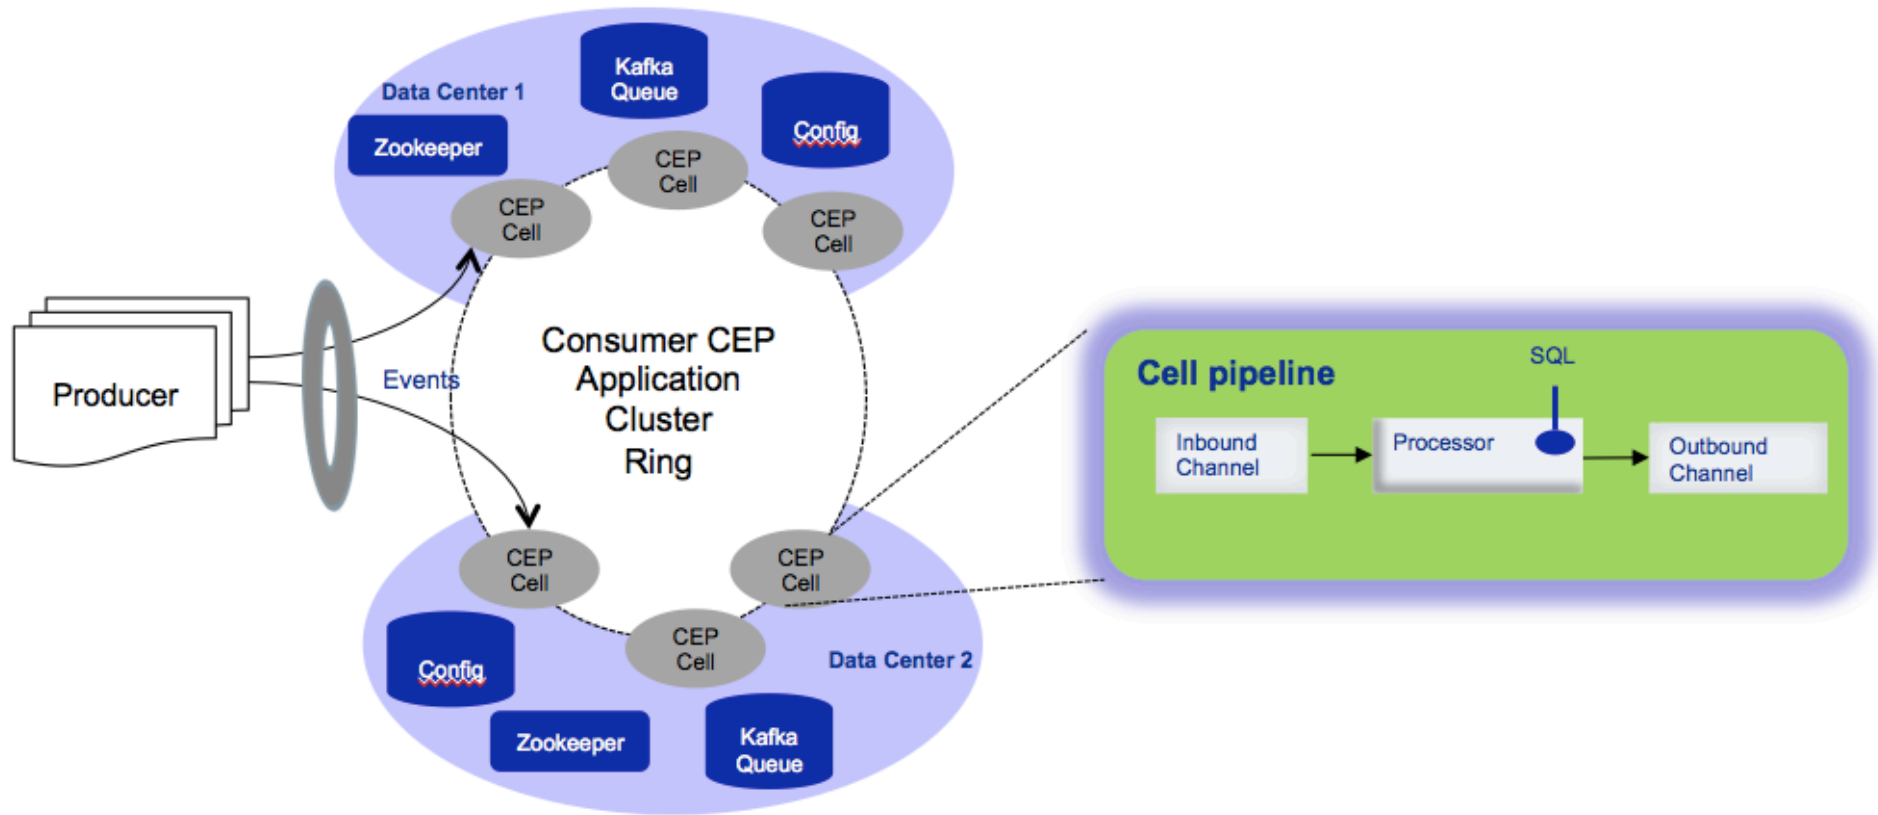 Data Center 1
Kafka
Queue
Config
Zookeeper
CEP
Cell
CEP
Cell
CEP
Cell
Producer
Events
Consumer CEP
Application
Cluster
Ring
CEP
Cell
CEP
Cell
CEP
Cell
Config
Zookeeper
Kafka
Queue
Data Center 2
Cell pipeline
SQL
Inbound
Channel
Processor
Outbound
Channel